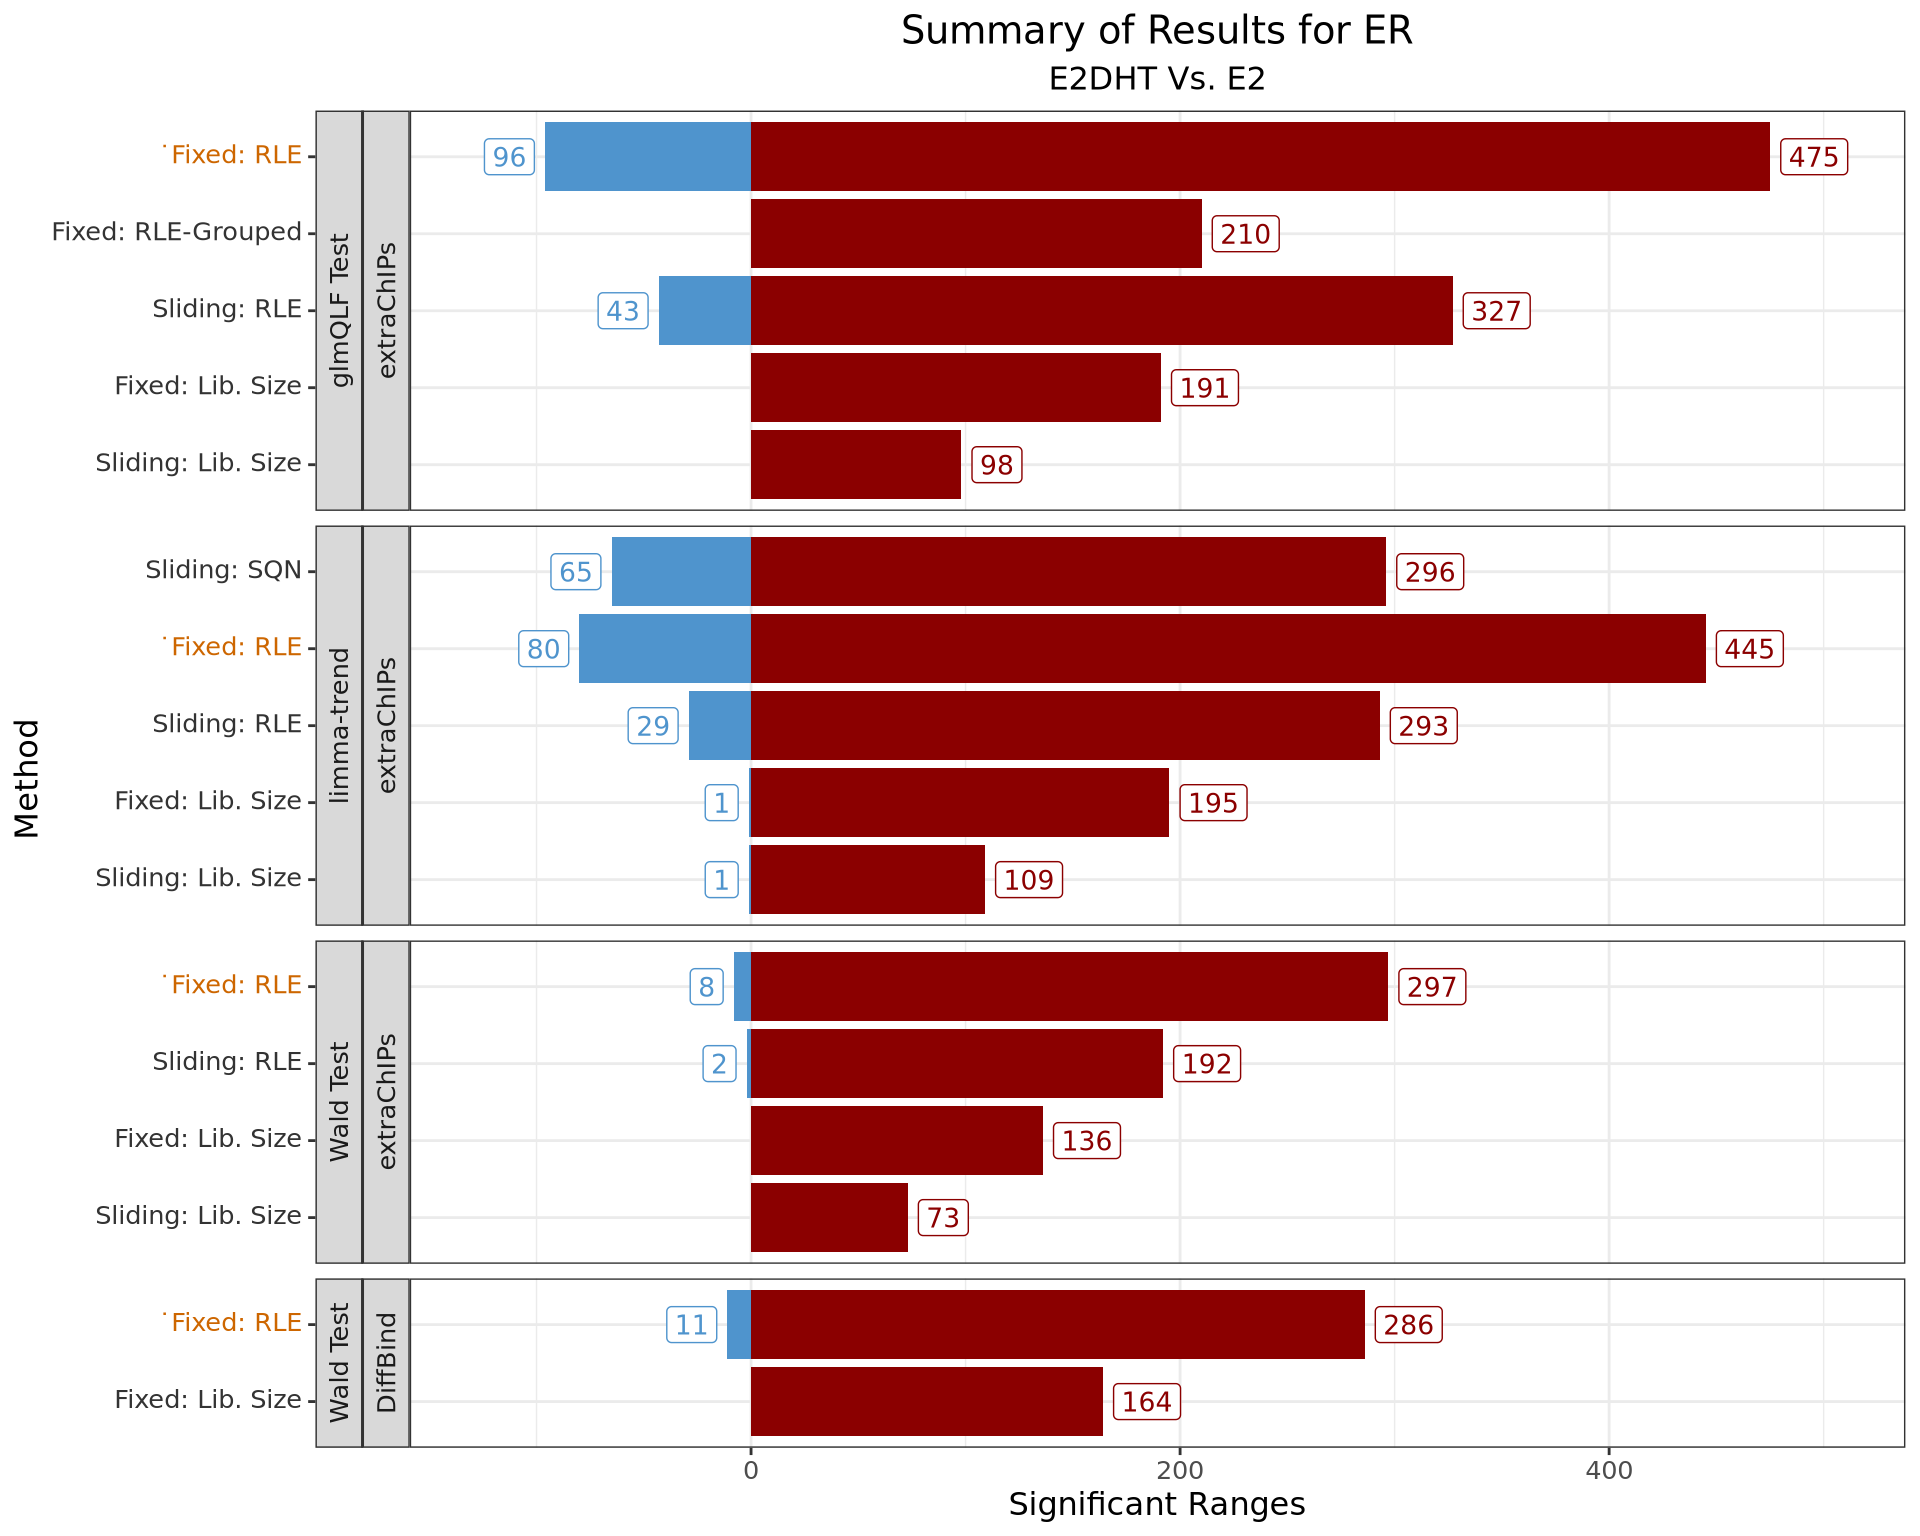 Summary of Results for ER
E2DHT Vs. E2
Method
glmQLF Test
extraChIPs
˙Fixed: RLE
96
475
Fixed: RLE-Grouped
210
Sliding: RLE
43
327
Fixed: Lib. Size
191
Sliding: Lib. Size
98
limma-trend
extraChIPs
Sliding: SQN
65
296
˙Fixed: RLE
80
445
Sliding: RLE
29
293
Fixed: Lib. Size
1
195
Sliding: Lib. Size
1
109
Wald Test
extraChIPs
˙Fixed: RLE
8
297
Sliding: RLE
2
192
Fixed: Lib. Size
136
Sliding: Lib. Size
73
Wald Test
DiffBind
˙Fixed: RLE
11
286
Fixed: Lib. Size
164
0
200
400
Significant Ranges